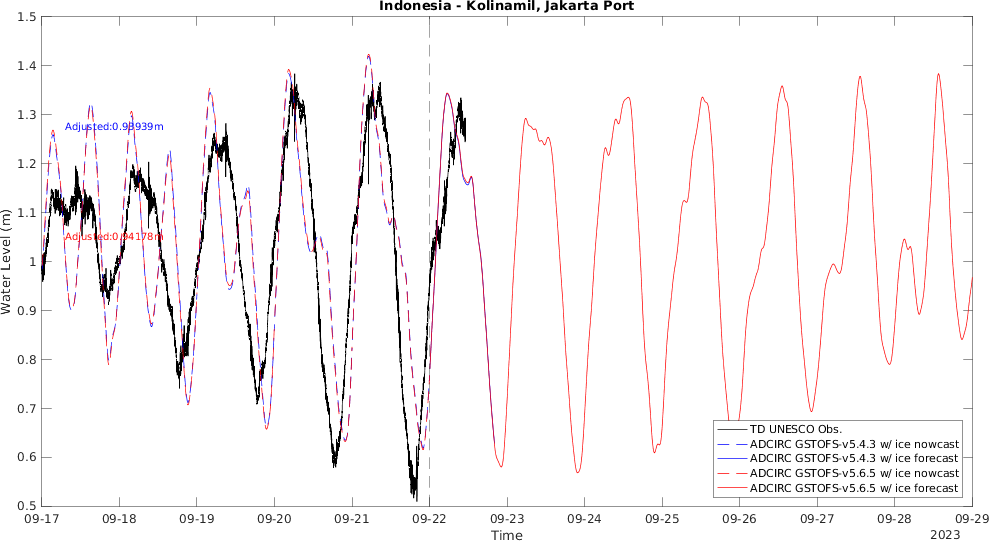 Indonesia - Kolinamil, Jakarta Port
1.5
1.4
1.3
1.2
1.1
1
0.9
0.8
0.7
0.6
0.5
Water Level (m)
Adjusted:0.93939m
Adjusted:0.94178m
TD UNESCO Obs.
ADCIRC GSTOFS-v5.4.3 w/ ice nowcast
ADCIRC GSTOFS-v5.4.3 w/ ice forecast
ADCIRC GSTOFS-v5.6.5 w/ ice nowcast
ADCIRC GSTOFS-v5.6.5 w/ ice forecast
09-17 09-18 09-19 09-20 09-21 09-22 09-23 09-24 09-25 09-26 09-27 09-28 09-29
Time
2023